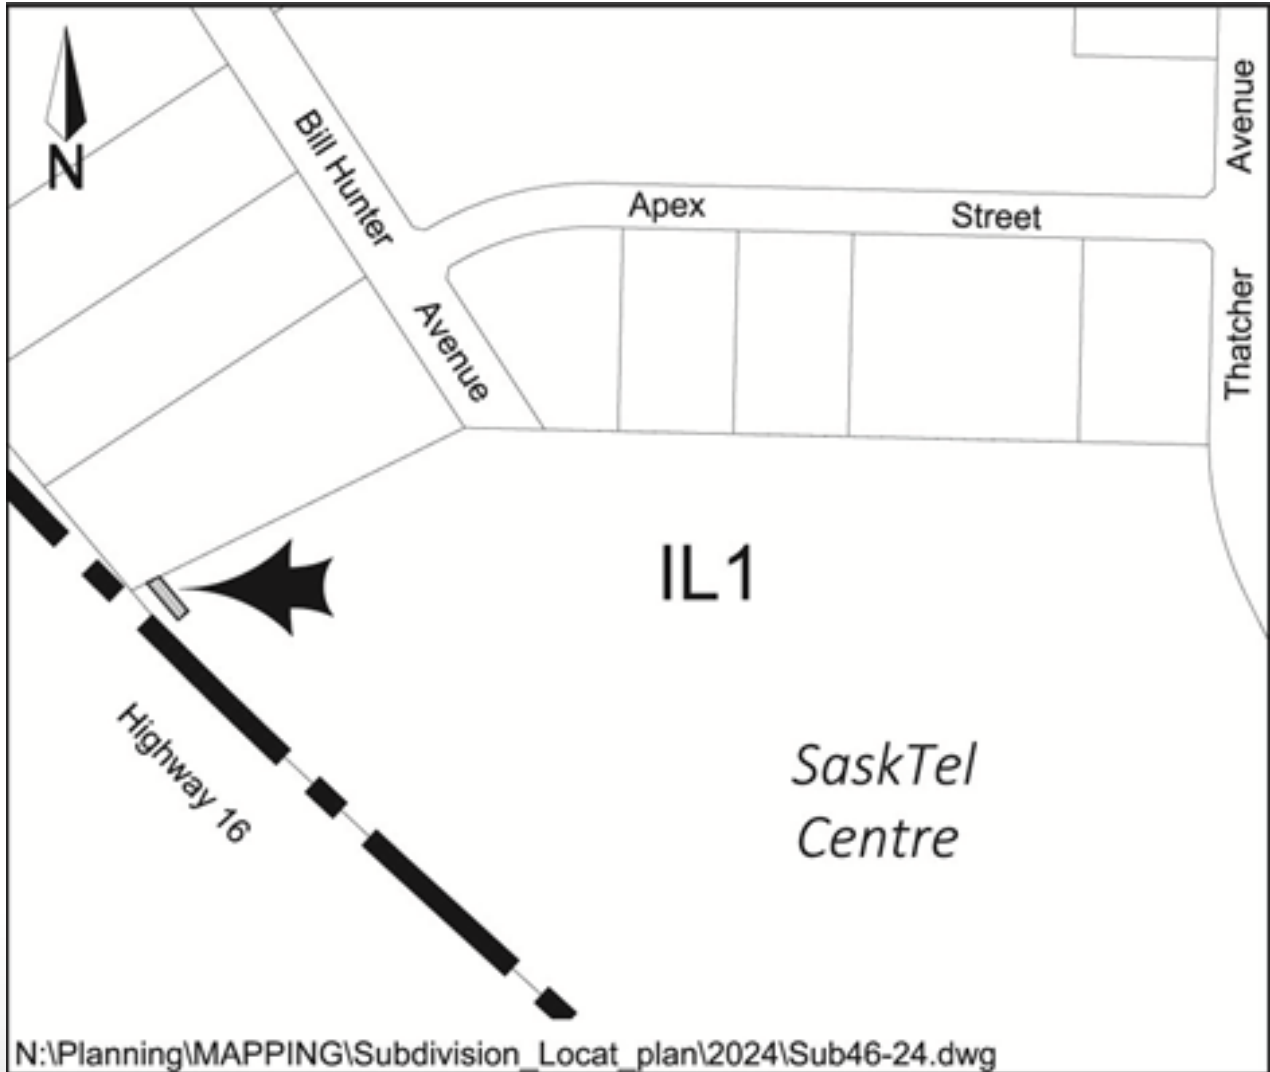 Avenue
Bill Hunter
N
Apex Street
Thatcher
Avenue
IL1
Highway 16
SaskTel
Centre
N:\Planning\MAPPING\Subdivision_Locat_plan\2024\Sub46-24.dwg